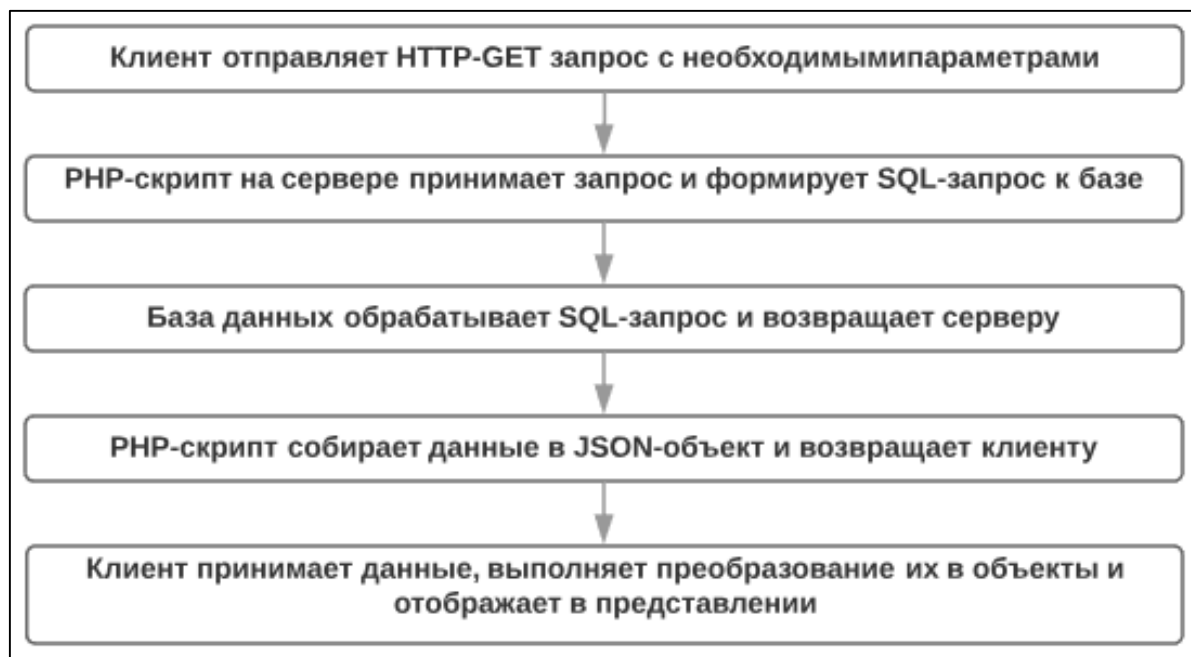 Клиент отправляет HTTP-GET запрос с необходимымипараметрами
PHP-скрипт на сервере принимает запрос и формирует SQL-запрос к базе
База данных обрабатывает SQL-запрос и возвращает серверу
PHP-скрипт собирает данные в JSON-объект и возвращает клиенту
Клиент принимает данные, выполняет преобразование их в объекты и
отображает в представлении